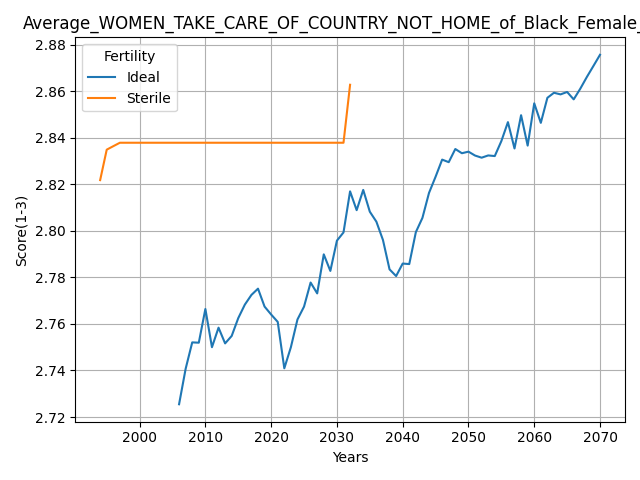 Average_WOMEN_TAKE_CARE_OF_COUNTRY_NOT_HOME_of_Black_Female_
Fertility
Ideal
Sterile
Score(1-3)
2.88
2.86
2.84
2.82
2.80
2.78
2.76
2.74
2.72
2000 2010 2020 2030 2040 2050 2060 2070
Years